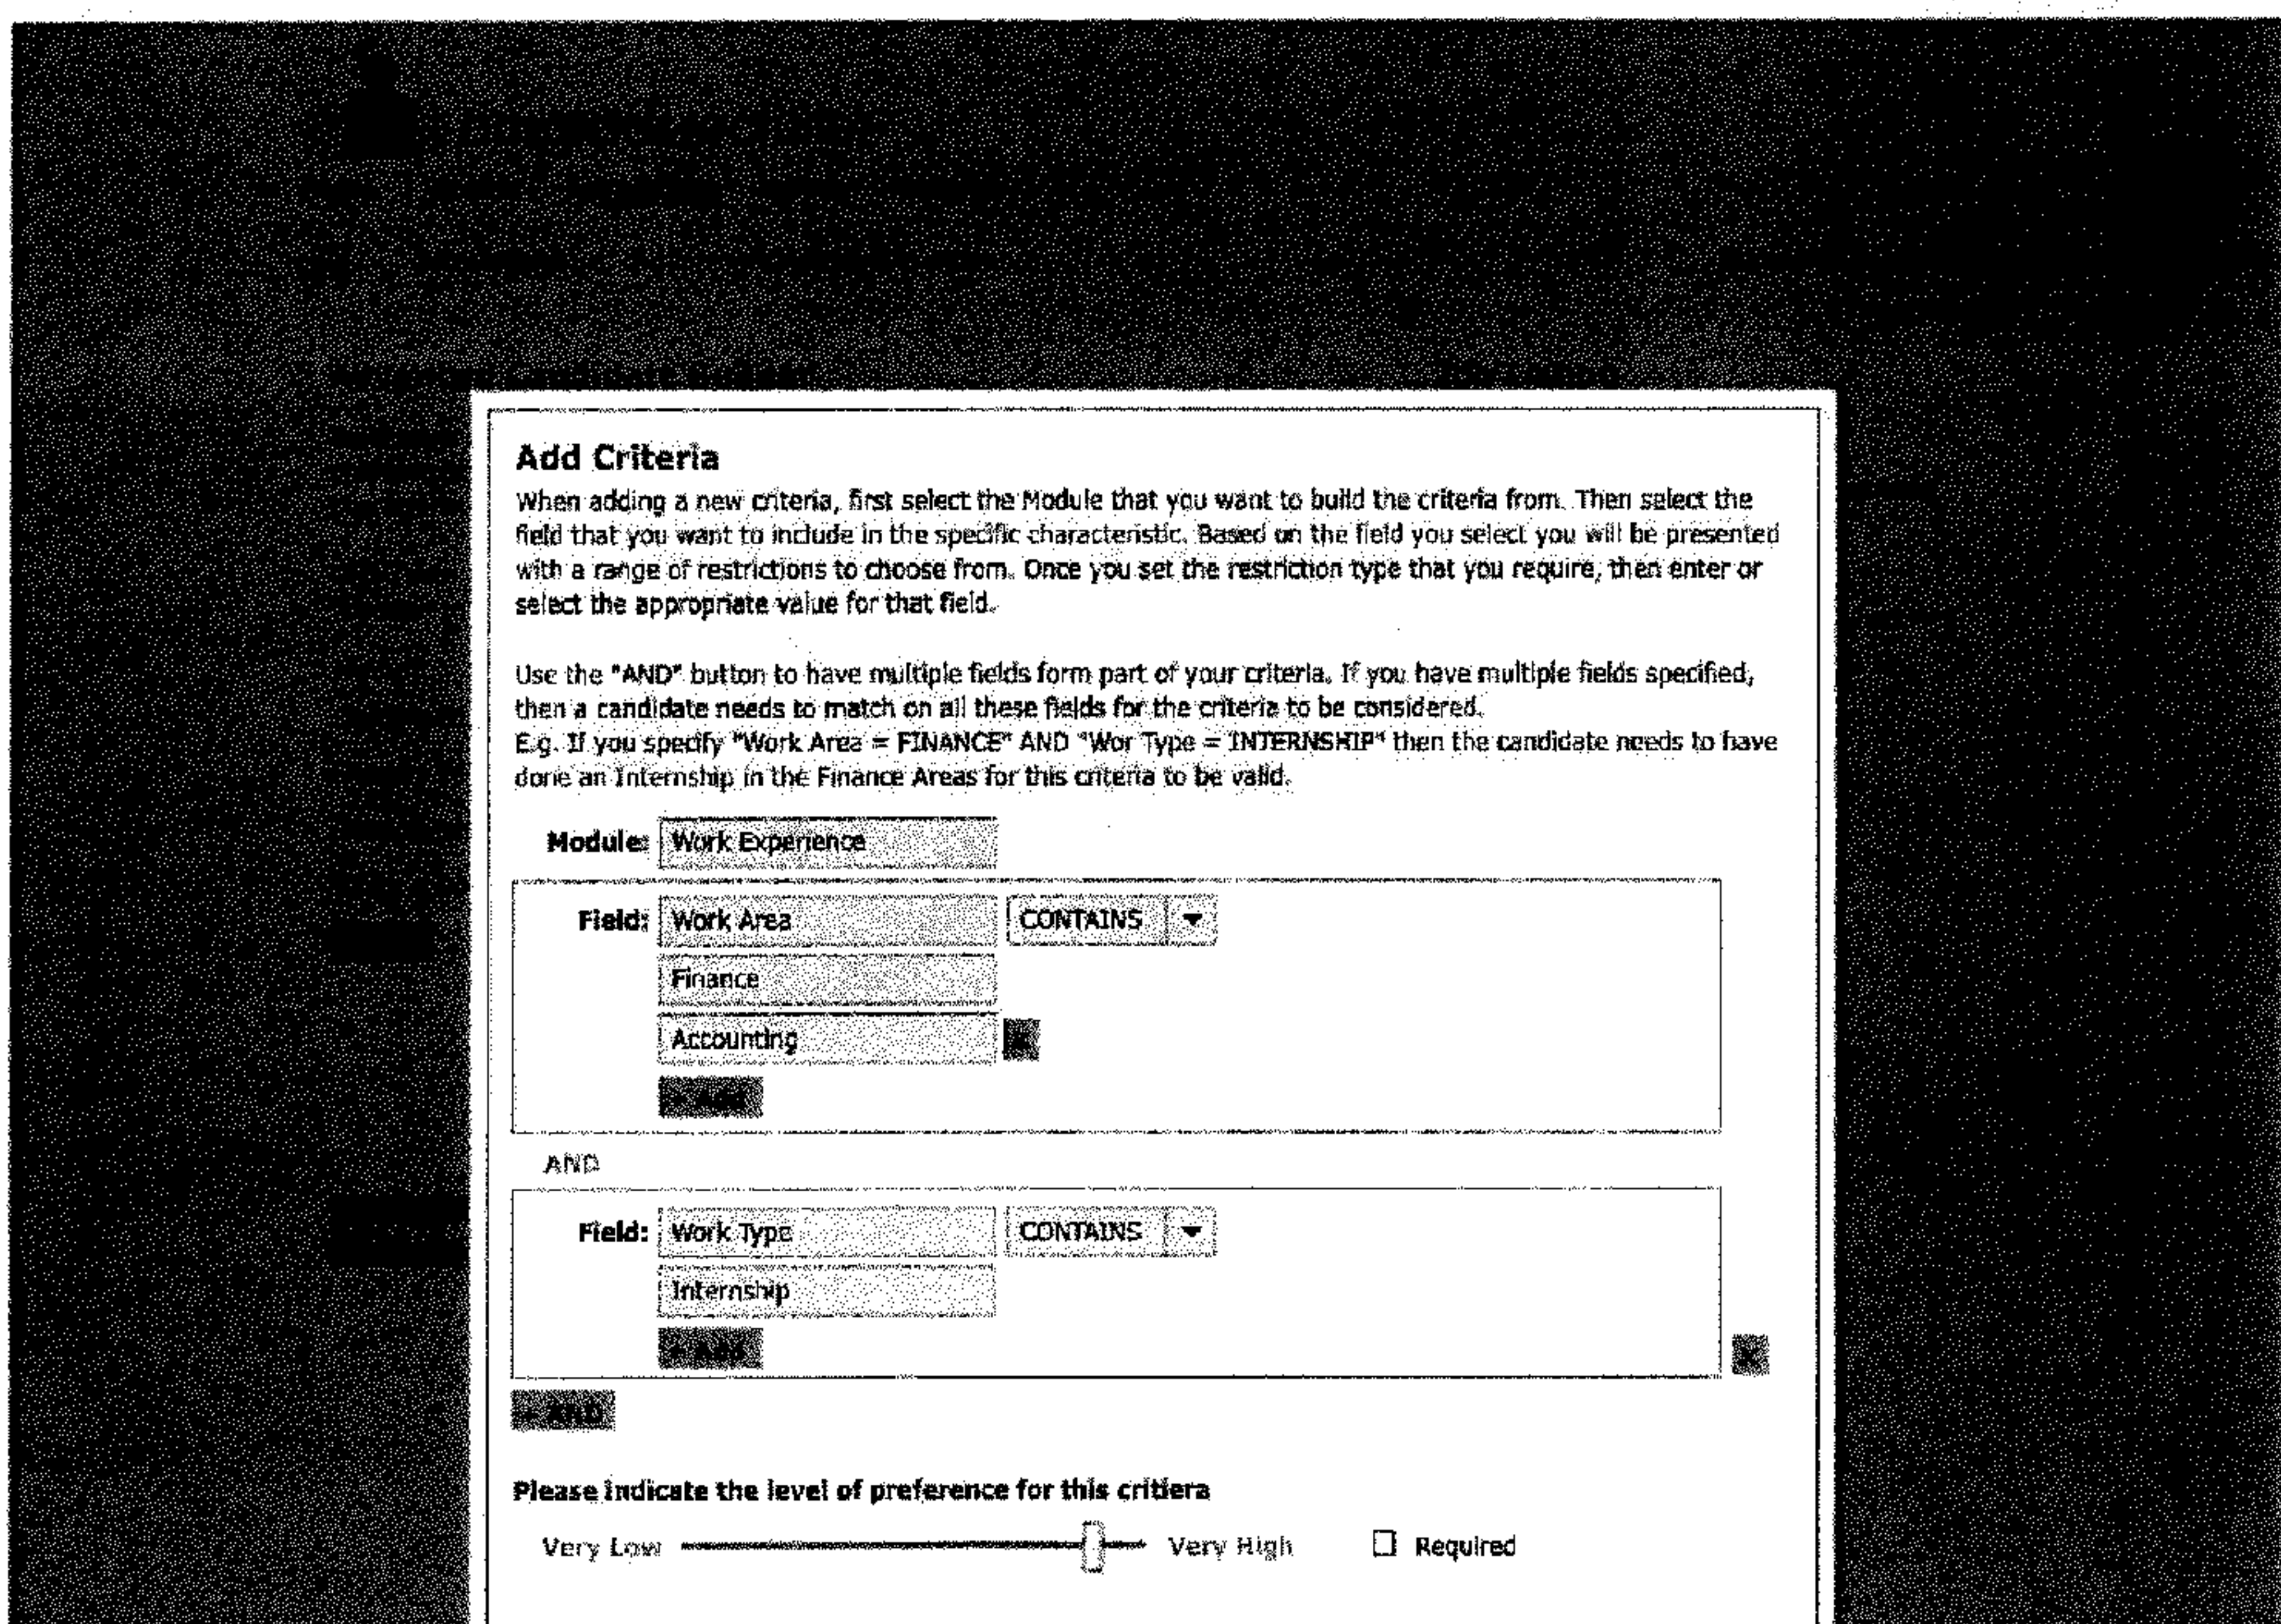 Add Criteria
When adding a new criteria, first select the Module that you want to build the criteria from. Then select the
field that you want to include in the specific characteristic. Based on the field you select you will be presented
with a range of restrictions to choose from. Once you set the restriction type that you require, then enter or
select the appropriate value for that field.
Use the "AND" button to have multiple fields form part of your criteria. If you have multiple fields specified,
then a candidate needs to match on all these fields for the criteria to be considered.
E.g. If you specify "Work Area = FINANCE" AND "Wor Type = INTERNSHIP" then the candidate needs to have
done an Internship in the Finance Areas for this criteria to be valid.
Module: Work Experience
Field: Work Area CONTAINS
Finance
Accounting
+ Add
AND
Field: Work Type CONTAINS
Internship
+ Add
+ AND
Please indicate the level of preference for this critiera
Very Low Very High Required